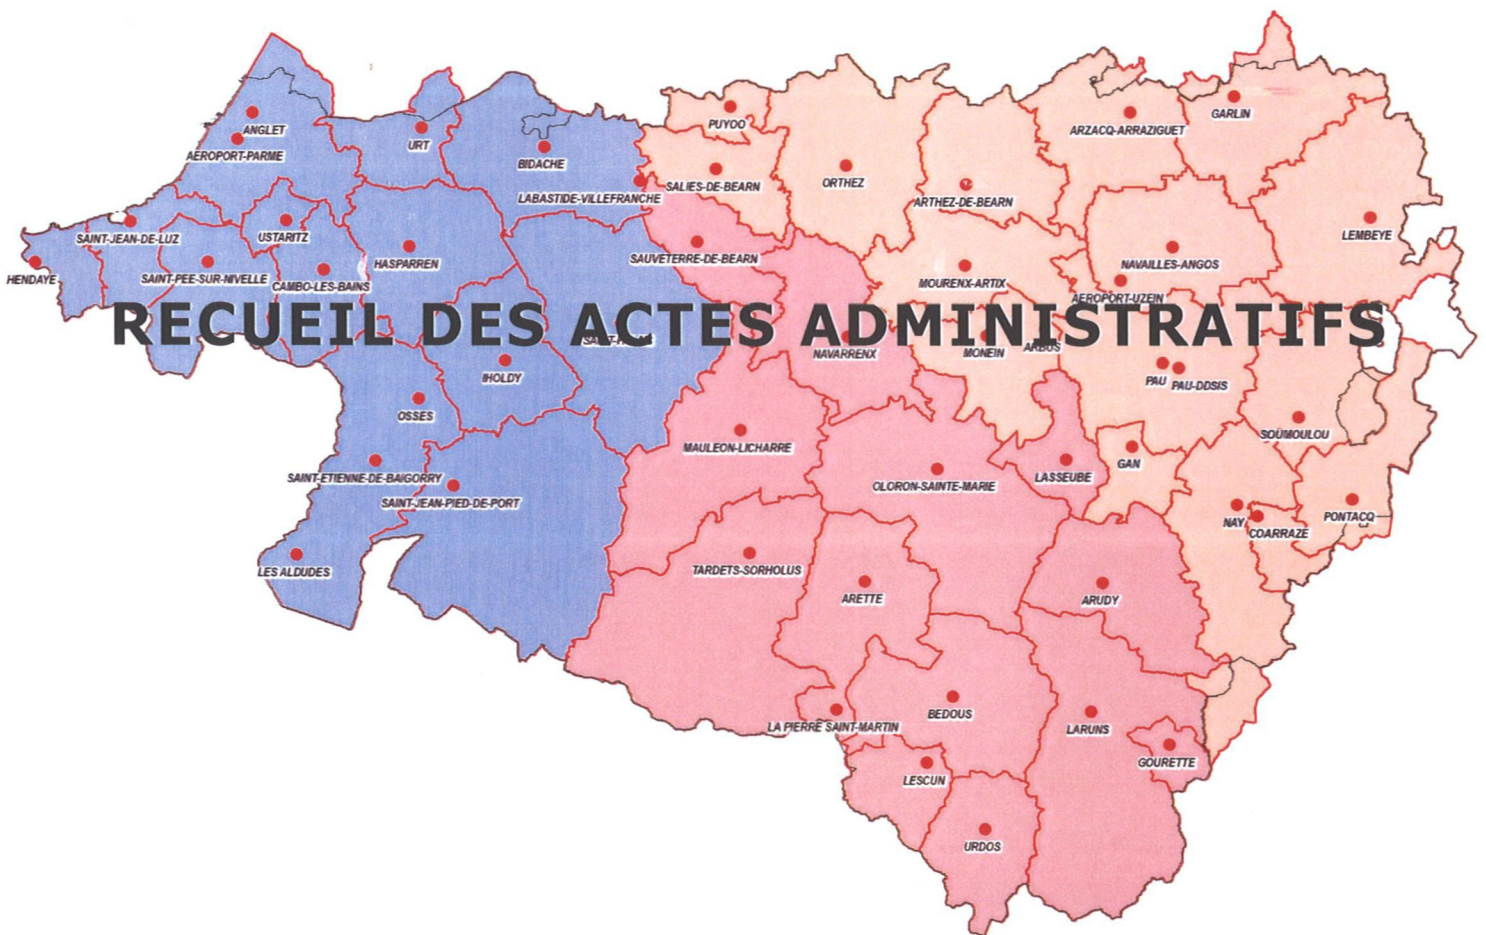 PUYOO
ANGLET
URT
AEROPORT-PARME
BIDACHE
LABASTIDE-VILLEFRANCHE
SALIES-DE-BEARN
ORTHEZ
ARTHEZ-DE-BEARN
ARZACQ-ARRAZIGUET
GARLIN
SAINT-JEAN-DE-LUZ
USTARITZ
HASPARREN
SAUVETERRE-DE-BEARN
NAVAILLES-ANGOS
LEMBEYE
HENDAYE
SAINT-PEE-SUR-NIVELLE
CAMBO-LES-BAINS
MOURENX-ARTIX
AEROPORT-UZEIN
RECUEIL DES ACTES ADMINISTRATIFS
NAVARRENX
MONEIN
ARBUS
IHOLDY
PAU
PAU-DDSIS
OSSES
MAULEON-LICHARRE
SOUMOULOU
SAINT-ETIENNE-DE-BAIGORRY
SAINT-JEAN-PIED-DE-PORT
OLORON-SAINTE-MARIE
LASSEUBE
GAN
NAY
COARRAZE
PONTACQ
LES ALDUDES
TARDETS-SORHOLUS
ARETTE
ARUDY
LA PIERRE SAINT-MARTIN
BEDOUS
LARUNS
GOURETTE
LESCUN
URDOS